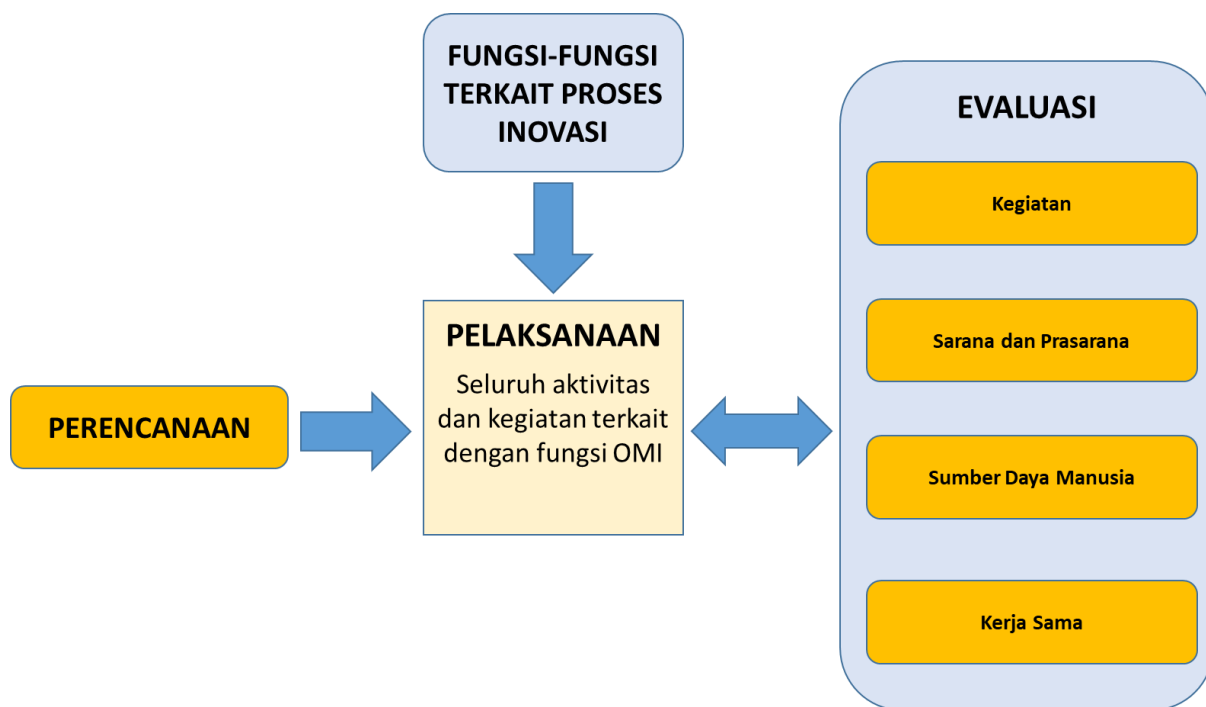 FUNGSI-FUNGSI
TERKAIT PROSES
INOVASI
PERENCANAAN
PELAKSANAAN
Seluruh aktivitas
dan kegiatan terkait
dengan fungsi OMI
EVALUASI
Kegiatan
Sarana dan Prasarana
Sumber Daya Manusia
Kerja Sama